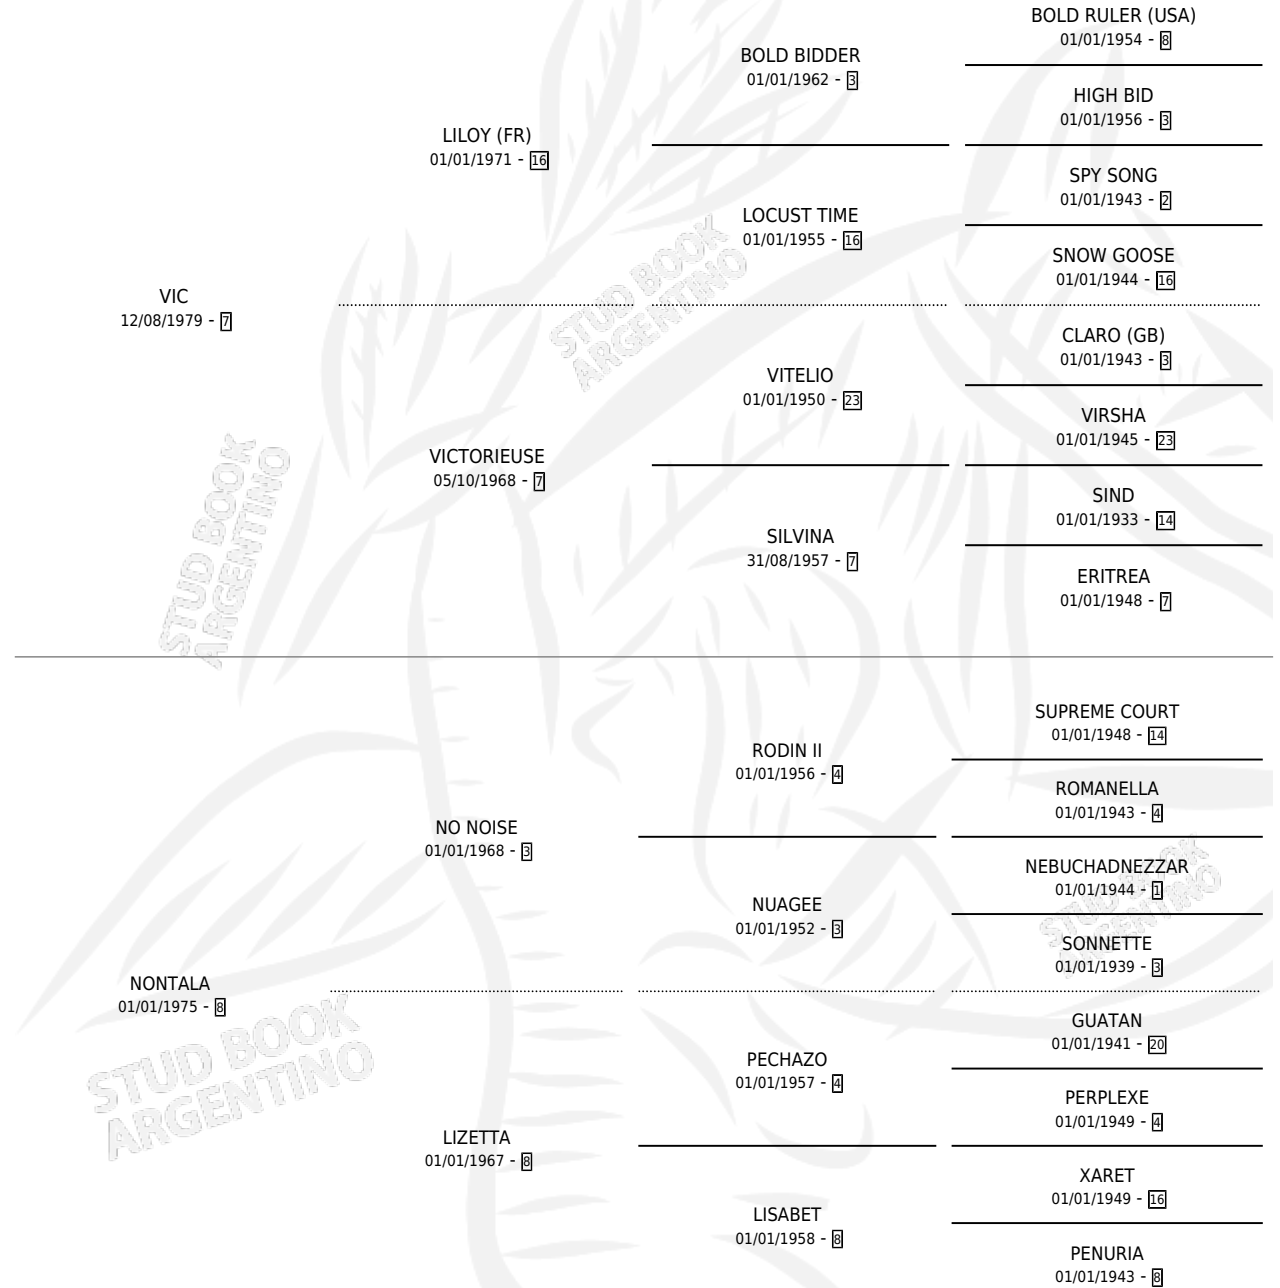 BOLD RULER (USA)
01/01/1954 - 8
BOLD BIDDER
01/01/1962 - 3
HIGH BID
01/01/1956 - 3
LILOY (FR)
01/01/1971 - 16
SPY SONG
01/01/1943 - 2
LOCUST TIME
01/01/1955 - 16
SNOW GOOSE
01/01/1944 - 16
VIC
12/08/1979 - 7
STUD BOOK
ARGENTINO
CLARO (GB)
01/01/1943 - 3
VITELIO
01/01/1950 - 23
VIRSHA
01/01/1945 - 23
VICTORIEUSE
05/10/1968 - 7
SIND
01/01/1933 - 14
SILVINA
31/08/1957 - 7
ERITREA
01/01/1948 - 7
STUD BOOK
ARGENTINO
SUPREME COURT
01/01/1948 - 14
RODIN II
01/01/1956 - 4
ROMANELLA
01/01/1943 - 4
NO NOISE
01/01/1968 - 3
NEBUCHADNEZZAR
01/01/1944 - 1
NUAGEE
01/01/1952 - 3
STUD BOOK
ARGENTINO
SONNETTE
01/01/1939 - 3
NONTALA
01/01/1975 - 8
GUATAN
01/01/1941 - 20
STUD BOOK
ARGENTINO
PECHAZO
01/01/1957 - 4
PERPLEXE
01/01/1949 - 4
LIZETTA
01/01/1967 - 8
XARET
01/01/1949 - 16
LISABET
01/01/1958 - 8
PENURIA
01/01/1943 - 8